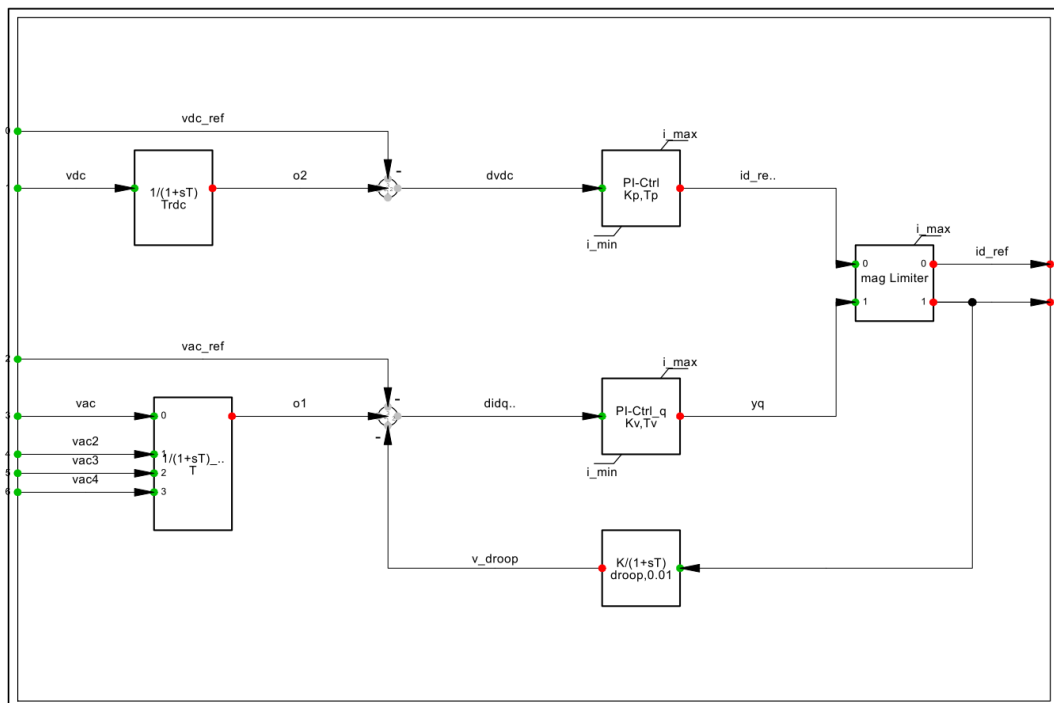 vdc_ref
i_max
0
-
vdc
1/(1+sT)
Trdc
o2
dvdc
PI-Ctrl
Kp,Tp
id_re..
1
i_min
i_max
id_ref
0
0
mag Limiter
1
1
vac_ref
i_max
2
-
vac
0
o1
didq..
PI-Ctrl_q
Kv,Tv
yq
3
-
vac2
1
1/(1+sT)_..
T
4
vac3
2
5
vac4
3
6
i_min
v_droop
K/(1+sT)
droop,0.01